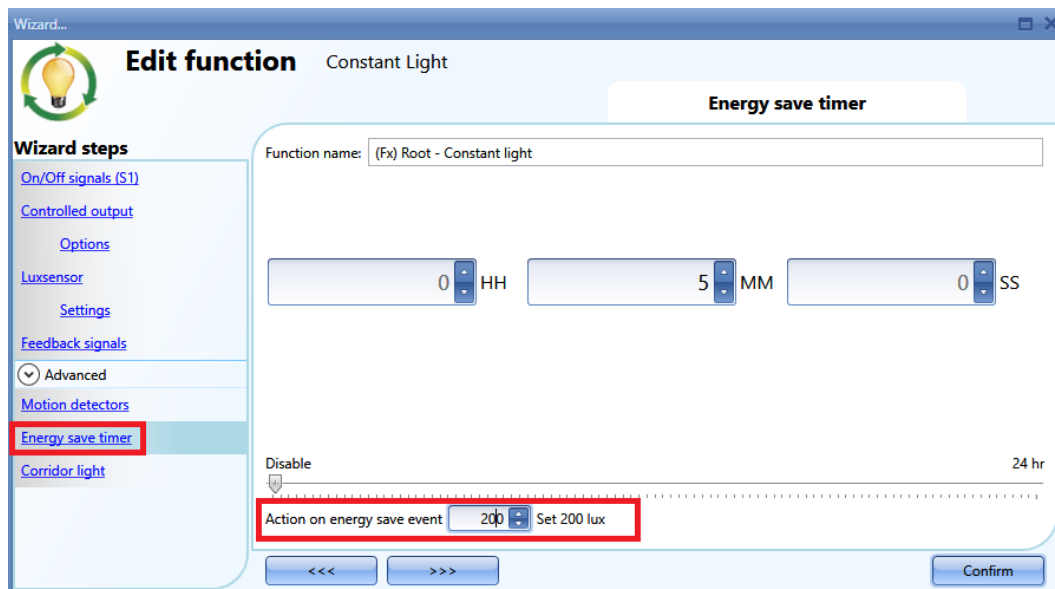 Wizard...
Edit function Constant Light
Energy save timer
Wizard steps
On/Off signals (S1)
Controlled output
Options
Luxsensor
Settings
Feedback signals
Advanced
Motion detectors
Energy save timer
Corridor light
Function name: (Fx) Root - Constant light
0 HH 5 MM 0 SS
Disable 24 hr
Action on energy save event 200 Set 200 lux
<<< >>> Confirm